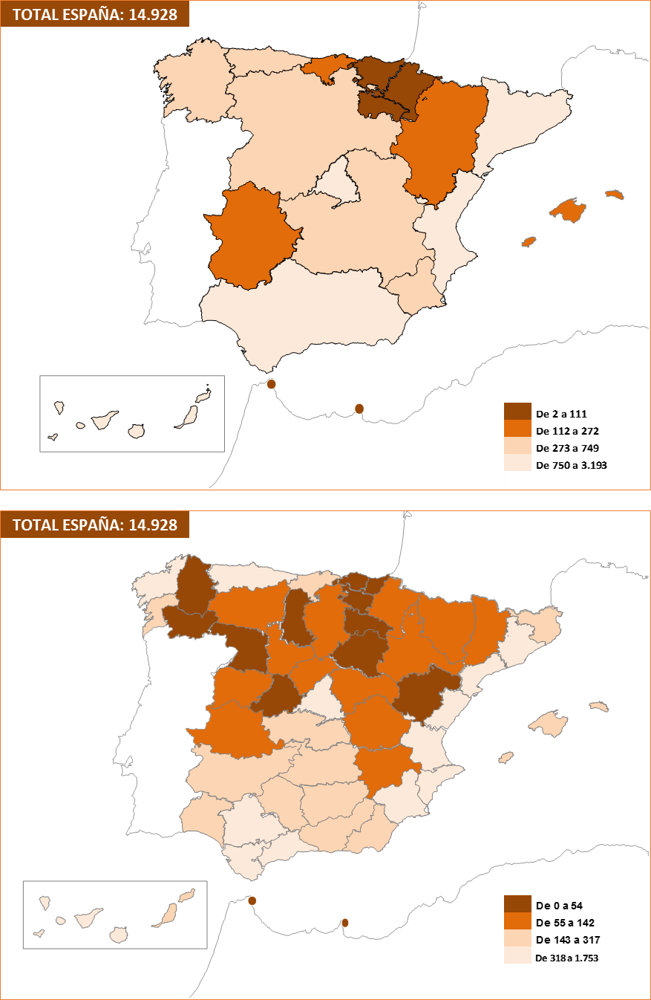 TOTAL ESPAÑA: 14.928
De 2 a 111
De 112 a 272
De 273 a 749
De 750 a 3.193
TOTAL ESPAÑA: 14.928
De 0 a 54
De 55 a 142
De 143 a 317
De 318 a 1.753